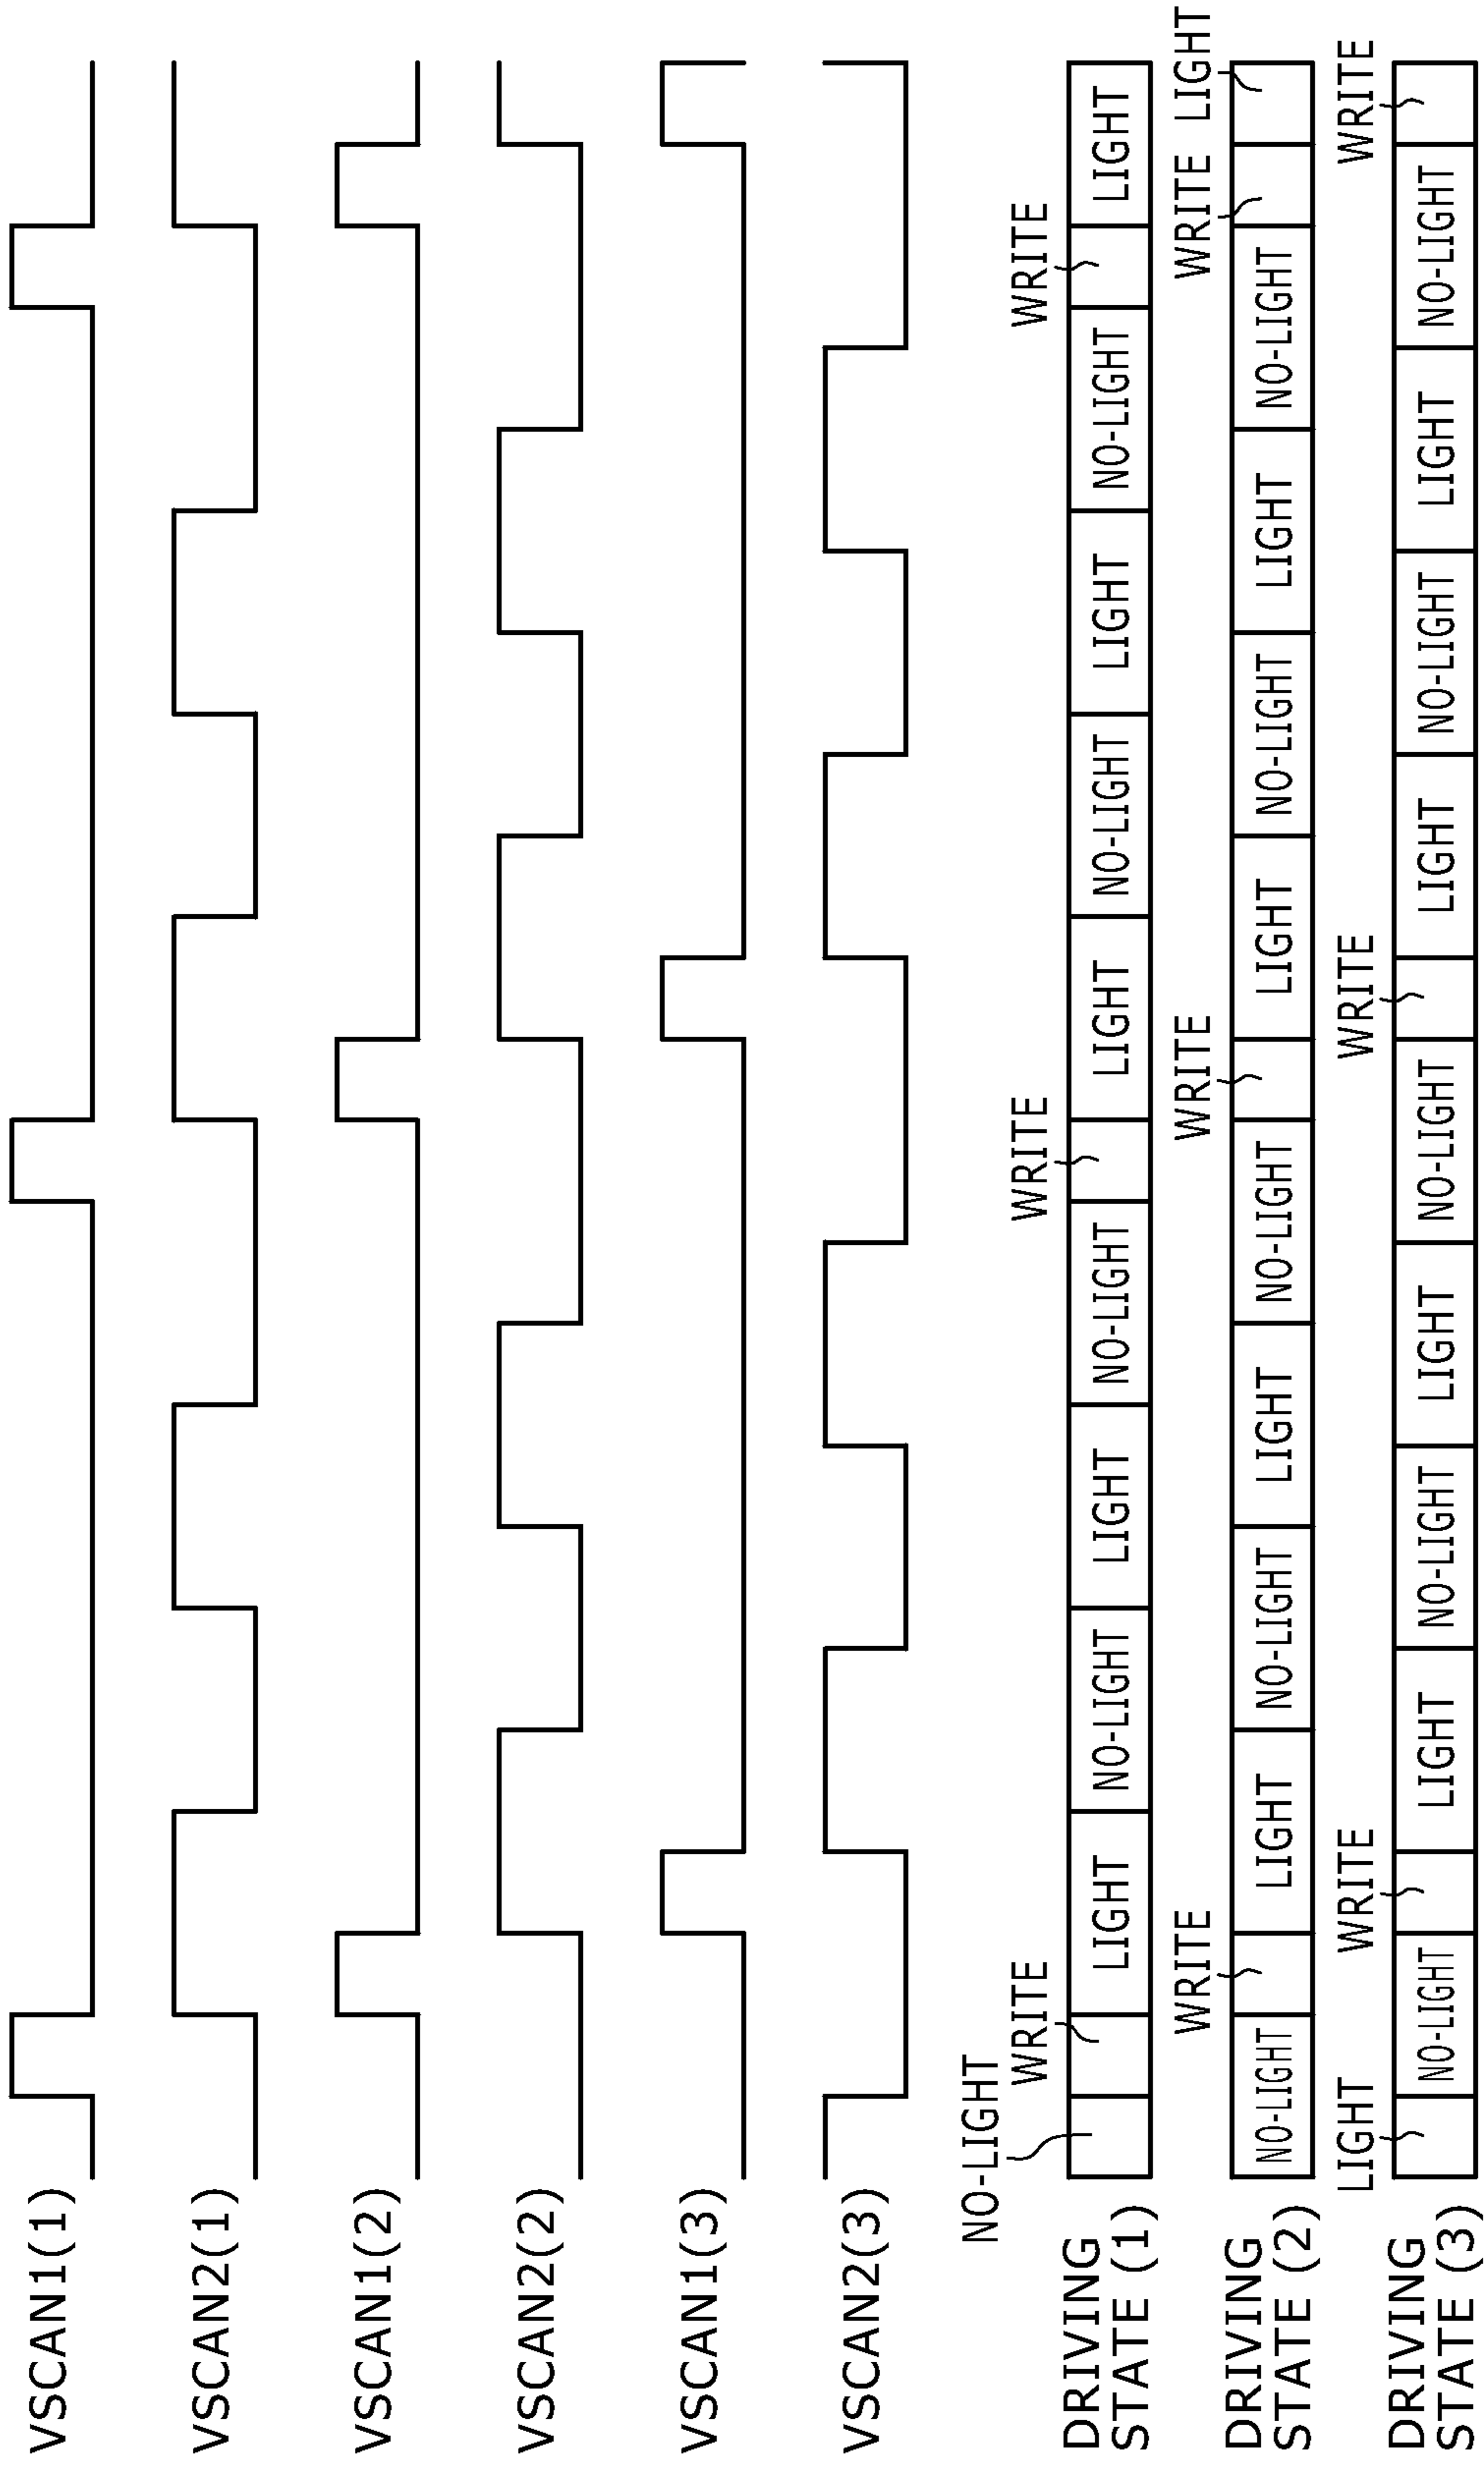 VSCAN1(1)
VSCAN2(1)
VSCAN1(2)
VSCAN2(2)
VSCAN1(3)
VSCAN2(3)
NO-LIGHT
WRITE WRITE WRITE
DRIVING
STATE (1)
LIGHT NO-LIGHT LIGHT NO-LIGHT LIGHT NO-LIGHT LIGHT NO-LIGHT LIGHT
WRITE WRITE WRITE LIGHT
DRIVING
STATE (2)
NO-LIGHT LIGHT NO-LIGHT LIGHT NO-LIGHT LIGHT NO-LIGHT LIGHT NO-LIGHT
LIGHT WRITE WRITE WRITE
DRIVING
STATE (3)
NO-LIGHT LIGHT NO-LIGHT LIGHT NO-LIGHT LIGHT NO-LIGHT LIGHT NO-LIGHT